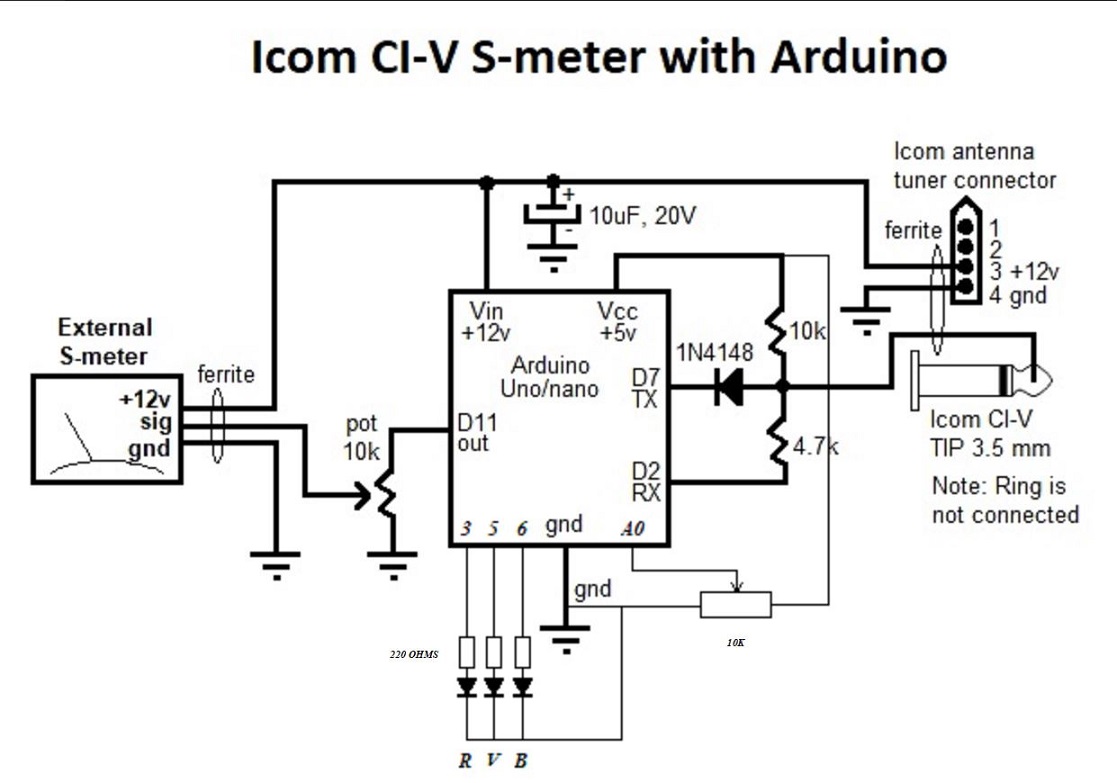 Icom CI-V S-meter with Arduino
Icom antenna
tuner connector
ferrite
1
2
3 +12v
4 gnd
+
10uF, 20V
-
Vin
+12v
Vcc
+5v
Arduino
Uno/nano
D7
TX
D11
out
D2
RX
3 5 6 gnd A0
1N4148
10k
4.7k
External
S-meter
+12v
sig
gnd
ferrite
pot
10k
Icom CI-V
TIP 3.5 mm
Note: Ring is
not connected
gnd
10K
220 OHMS
R V B